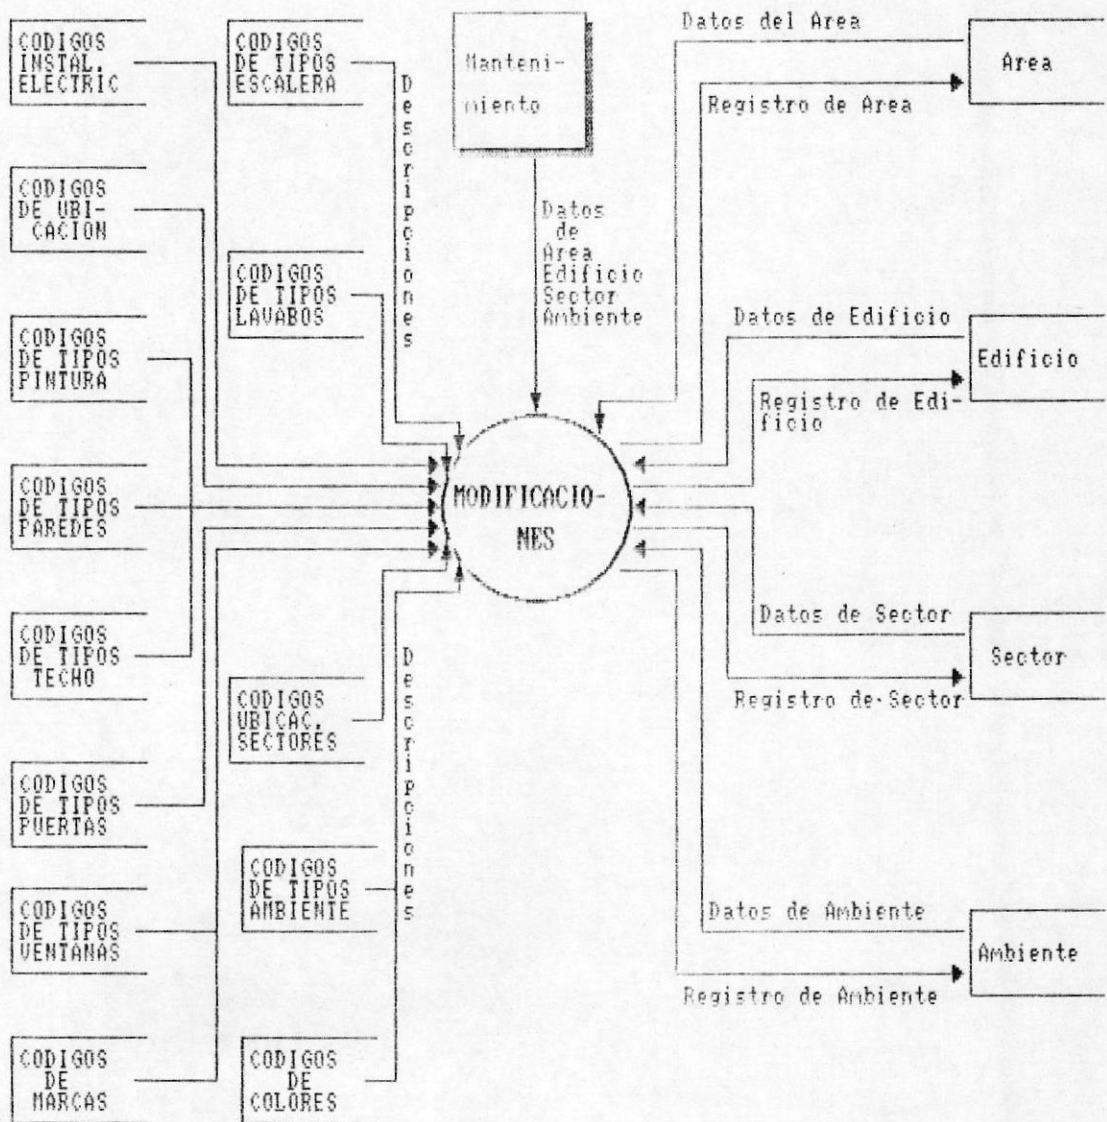 CODIGOS
INSTAL.
ELECTRIC
CODIGOS
DE TIPOS
ESCALERA
Manteni-
miento
Datos del Area
Area
Registro de Area
Descripciones
CODIGOS
DE UBI-
CACION
Datos
de
Area
Edificio
Sector
Ambiente
CODIGOS
DE TIPOS
LAVABOS
CODIGOS
DE TIPOS
PINTURA
Datos de Edificio
Edificio
Registro de Edi-
ficio
CODIGOS
DE TIPOS
PAREDES
MODIFICACIO-
NES
CODIGOS
DE TIPOS
TECHO
Datos de Sector
Sector
Registro de Sector
Descripciones
CODIGOS
UBICAC.
SECTORES
CODIGOS
DE TIPOS
PUERTAS
CODIGOS
DE TIPOS
AMBIENTE
CODIGOS
DE TIPOS
VENTANAS
Datos de Ambiente
Ambiente
Registro de Ambiente
CODIGOS
DE
MARCAS
CODIGOS
DE
COLORES